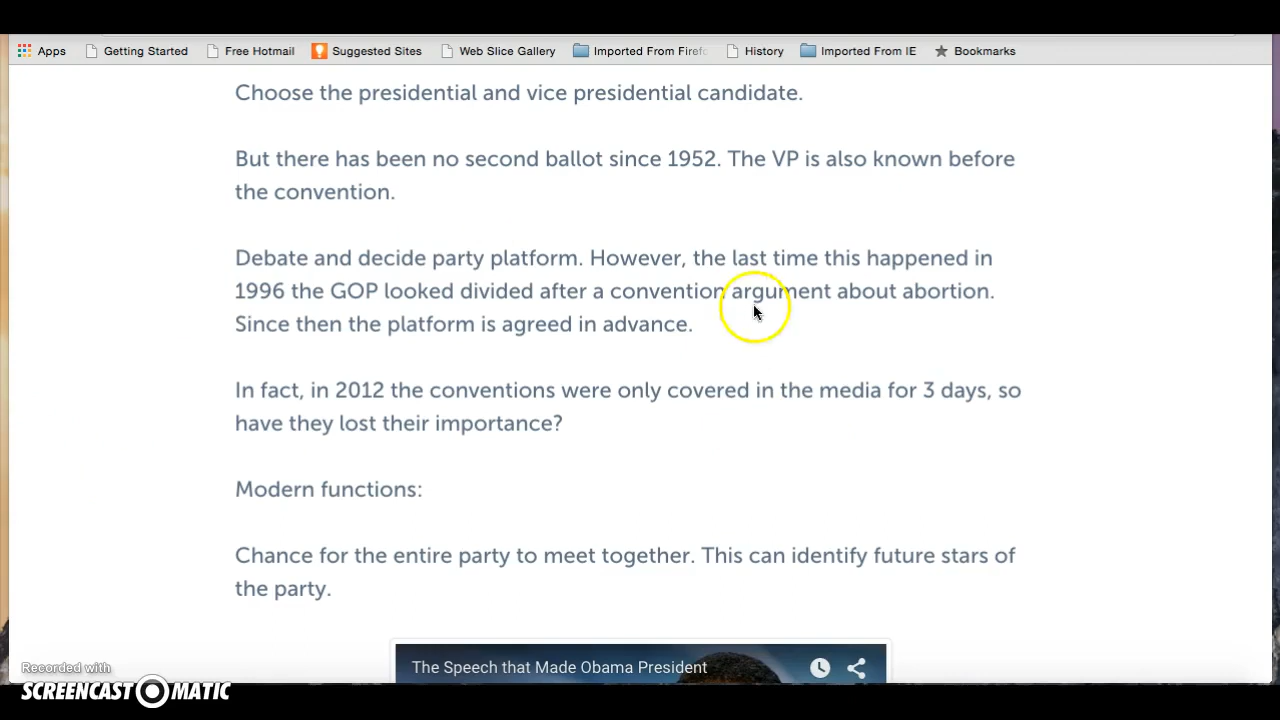 Apps Getting Started Free Hotmail Suggested Sites Web Slice Gallery Imported From Firefo History Imported From IE Bookmarks
Choose the presidential and vice presidential candidate.
But there has been no second ballot since 1952. The VP is also known before
the convention.
Debate and decide party platform. However, the last time this happened in
1996 the GOP looked divided after a convention argument about abortion.
Since then the platform is agreed in advance.
In fact, in 2012 the conventions were only covered in the media for 3 days, so
have they lost their importance?
Modern functions:
Chance for the entire party to meet together. This can identify future stars of
the party.
The Speech that Made Obama President
Recorded with
SCREENCAST O MATIC